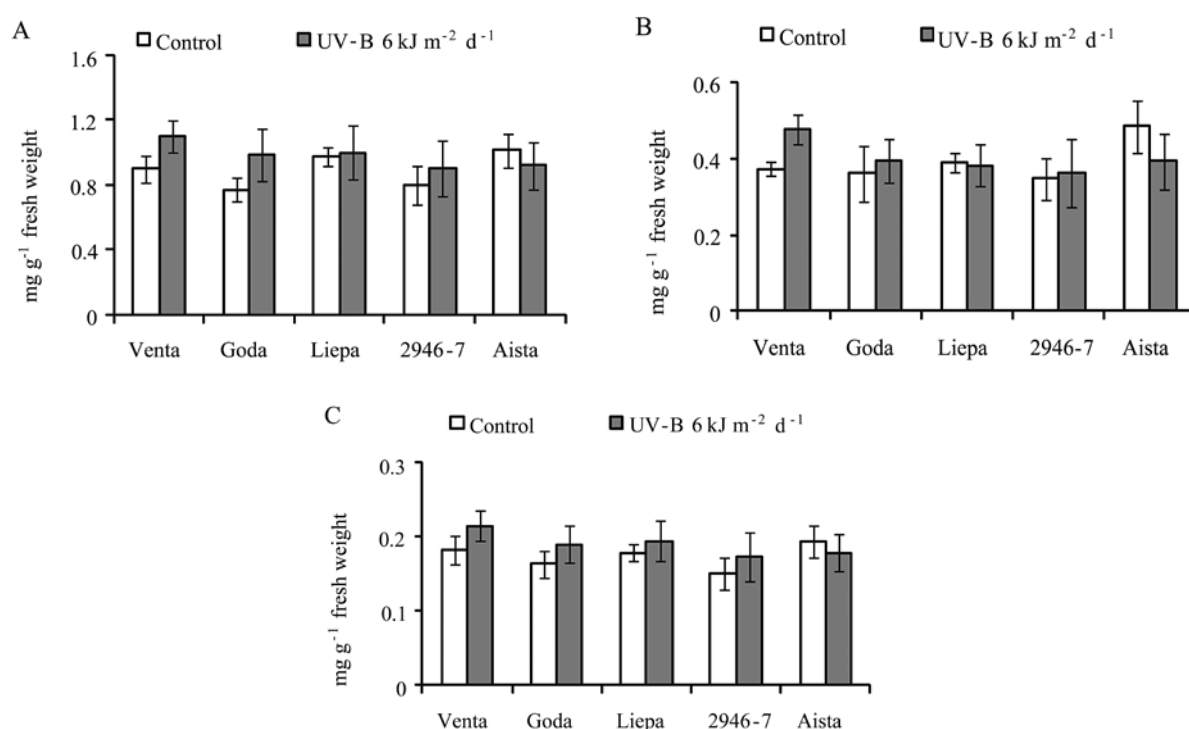 A
Control UV-B 6 kJ m⁻² d⁻¹
1.6
1.2
0.8
0.4
0
mg g⁻¹ fresh weight
Venta Goda Liepa 2946-7 Aista
B
Control UV-B 6 kJ m⁻² d⁻¹
0.6
0.4
0.2
0
mg g⁻¹ fresh weight
Venta Goda Liepa 2946-7 Aista
C
Control UV-B 6 kJ m⁻² d⁻¹
0.3
0.2
0.1
0
mg g⁻¹ fresh weight
Venta Goda Liepa 2946-7 Aista